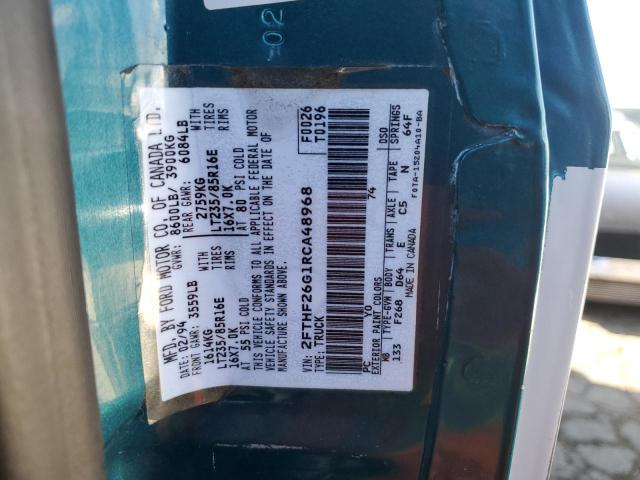 02
MFD. BY FORD MOTOR CO. OF CANADA LTD.
02/94 GVWR: 8600LB/ 3900KG
FRONT GAWR: 3559LB REAR GAWR: 6084LB
1614KG WITH 2759KG WITH
LT235/85R16E TIRES LT235/85R16E TIRES
16X7.0K RIMS 16X7.0K RIMS
AT 55 PSI COLD AT 80 PSI COLD
THIS VEHICLE CONFORMS TO ALL APPLICABLE FEDERAL MOTOR
VEHICLE SAFETY STANDARDS IN EFFECT ON THE DATE OF
MANUFACTURE SHOWN ABOVE.
VIN: 2FTHF26G1RCA48968 F0026
TYPE: TRUCK T0196
PC YO 74
EXTERIOR PAINT COLORS DSO
WB TYPE-GVW BODY TRANS AXLE TAPE SPRINGS
133 F268 D64 E C5 N 64F
MADE IN CANADA F0TA-15204A10-BA